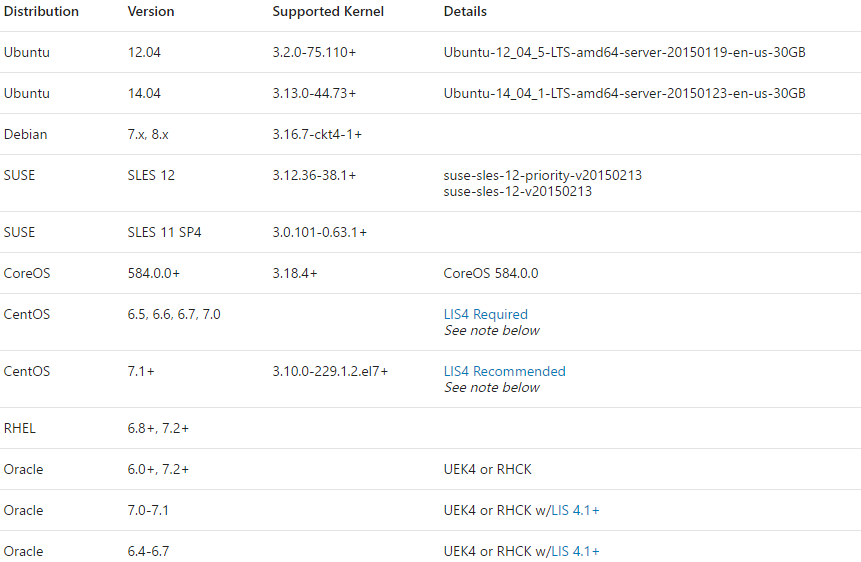 Distribution Version Supported Kernel Details
Ubuntu 12.04 3.2.0-75.110+ Ubuntu-12_04_5-LTS-amd64-server-20150119-en-us-30GB
Ubuntu 14.04 3.13.0-44.73+ Ubuntu-14_04_1-LTS-amd64-server-20150123-en-us-30GB
Debian 7.x, 8.x 3.16.7-ckt4-1+
SUSE SLES 12 3.12.36-38.1+ suse-sles-12-priority-v20150213
suse-sles-12-v20150213
SUSE SLES 11 SP4 3.0.101-0.63.1+
CoreOS 584.0.0+ 3.18.4+ CoreOS 584.0.0
CentOS 6.5, 6.6, 6.7, 7.0 LIS4 Required
See note below
CentOS 7.1+ 3.10.0-229.1.2.el7+ LIS4 Recommended
See note below
RHEL 6.8+, 7.2+
Oracle 6.0+, 7.2+ UEK4 or RHCK
Oracle 7.0-7.1 UEK4 or RHCK w/LIS 4.1+
Oracle 6.4-6.7 UEK4 or RHCK w/LIS 4.1+